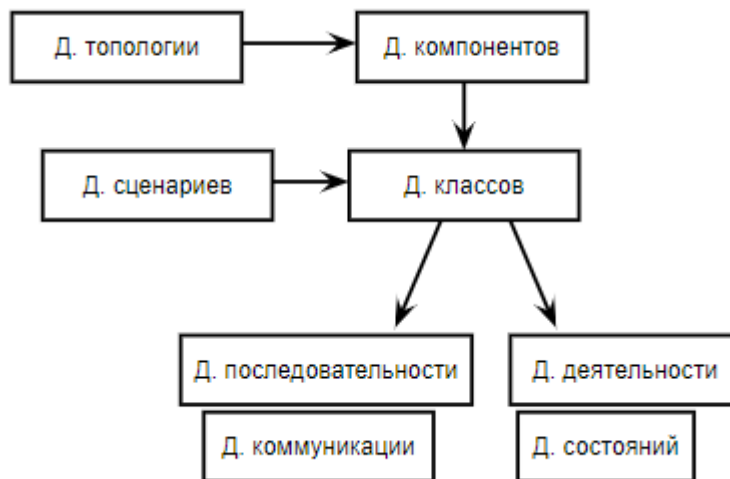 Д. топологии
Д. компонентов
Д. сценариев
Д. классов
Д. последовательности
Д. деятельности
Д. коммуникации
Д. состояний